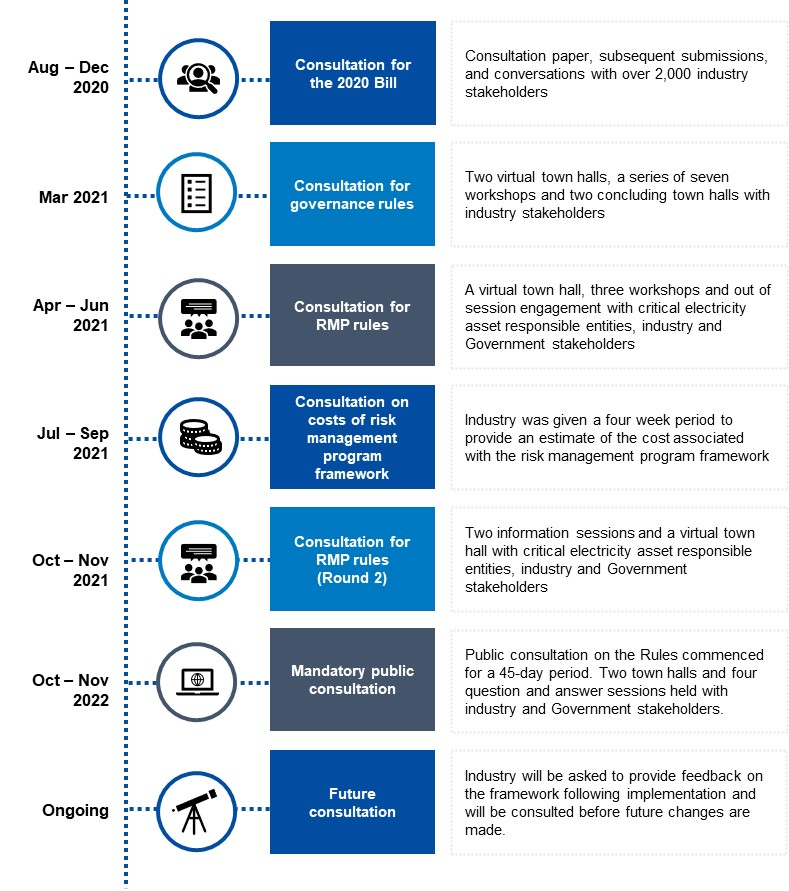 Aug – Dec
2020
Consultation for
the 2020 Bill
Consultation paper, subsequent submissions,
and conversations with over 2,000 industry
stakeholders
Mar 2021
Consultation for
governance rules
Two virtual town halls, a series of seven
workshops and two concluding town halls with
industry stakeholders
Apr – Jun
2021
Consultation for
RMP rules
A virtual town hall, three workshops and out of
session engagement with critical electricity
asset responsible entities, industry and
Government stakeholders
Jul – Sep
2021
Consultation on
costs of risk
management
program
framework
Industry was given a four week period to
provide an estimate of the cost associated
with the risk management program framework
Oct – Nov
2021
Consultation for
RMP rules
(Round 2)
Two information sessions and a virtual town
hall with critical electricity asset responsible
entities, industry and Government
stakeholders
Oct – Nov
2022
Mandatory public
consultation
Public consultation on the Rules commenced
for a 45-day period. Two town halls and four
question and answer sessions held with
industry and Government stakeholders.
Ongoing
Future
consultation
Industry will be asked to provide feedback on
the framework following implementation and
will be consulted before future changes are
made.